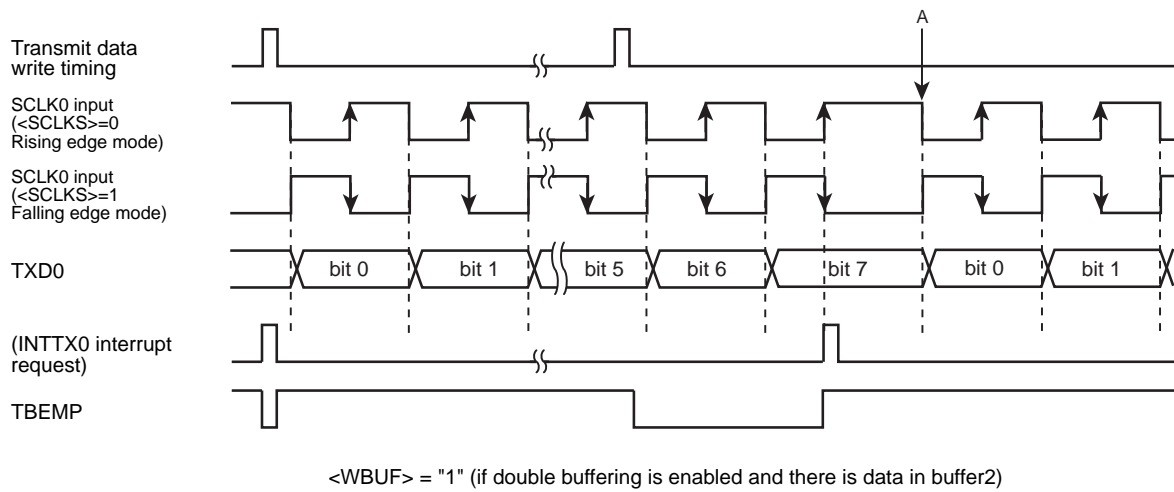 A
Transmit data
write timing
SCLK0 input
(<SCLKS>=0
Rising edge mode)
SCLK0 input
(<SCLKS>=1
Falling edge mode)
TXD0
bit 0 bit 1 bit 5 bit 6 bit 7 bit 0 bit 1
(INTTX0 interrupt
request)
TBEMP
<WBUF> = "1" (if double buffering is enabled and there is data in buffer2)